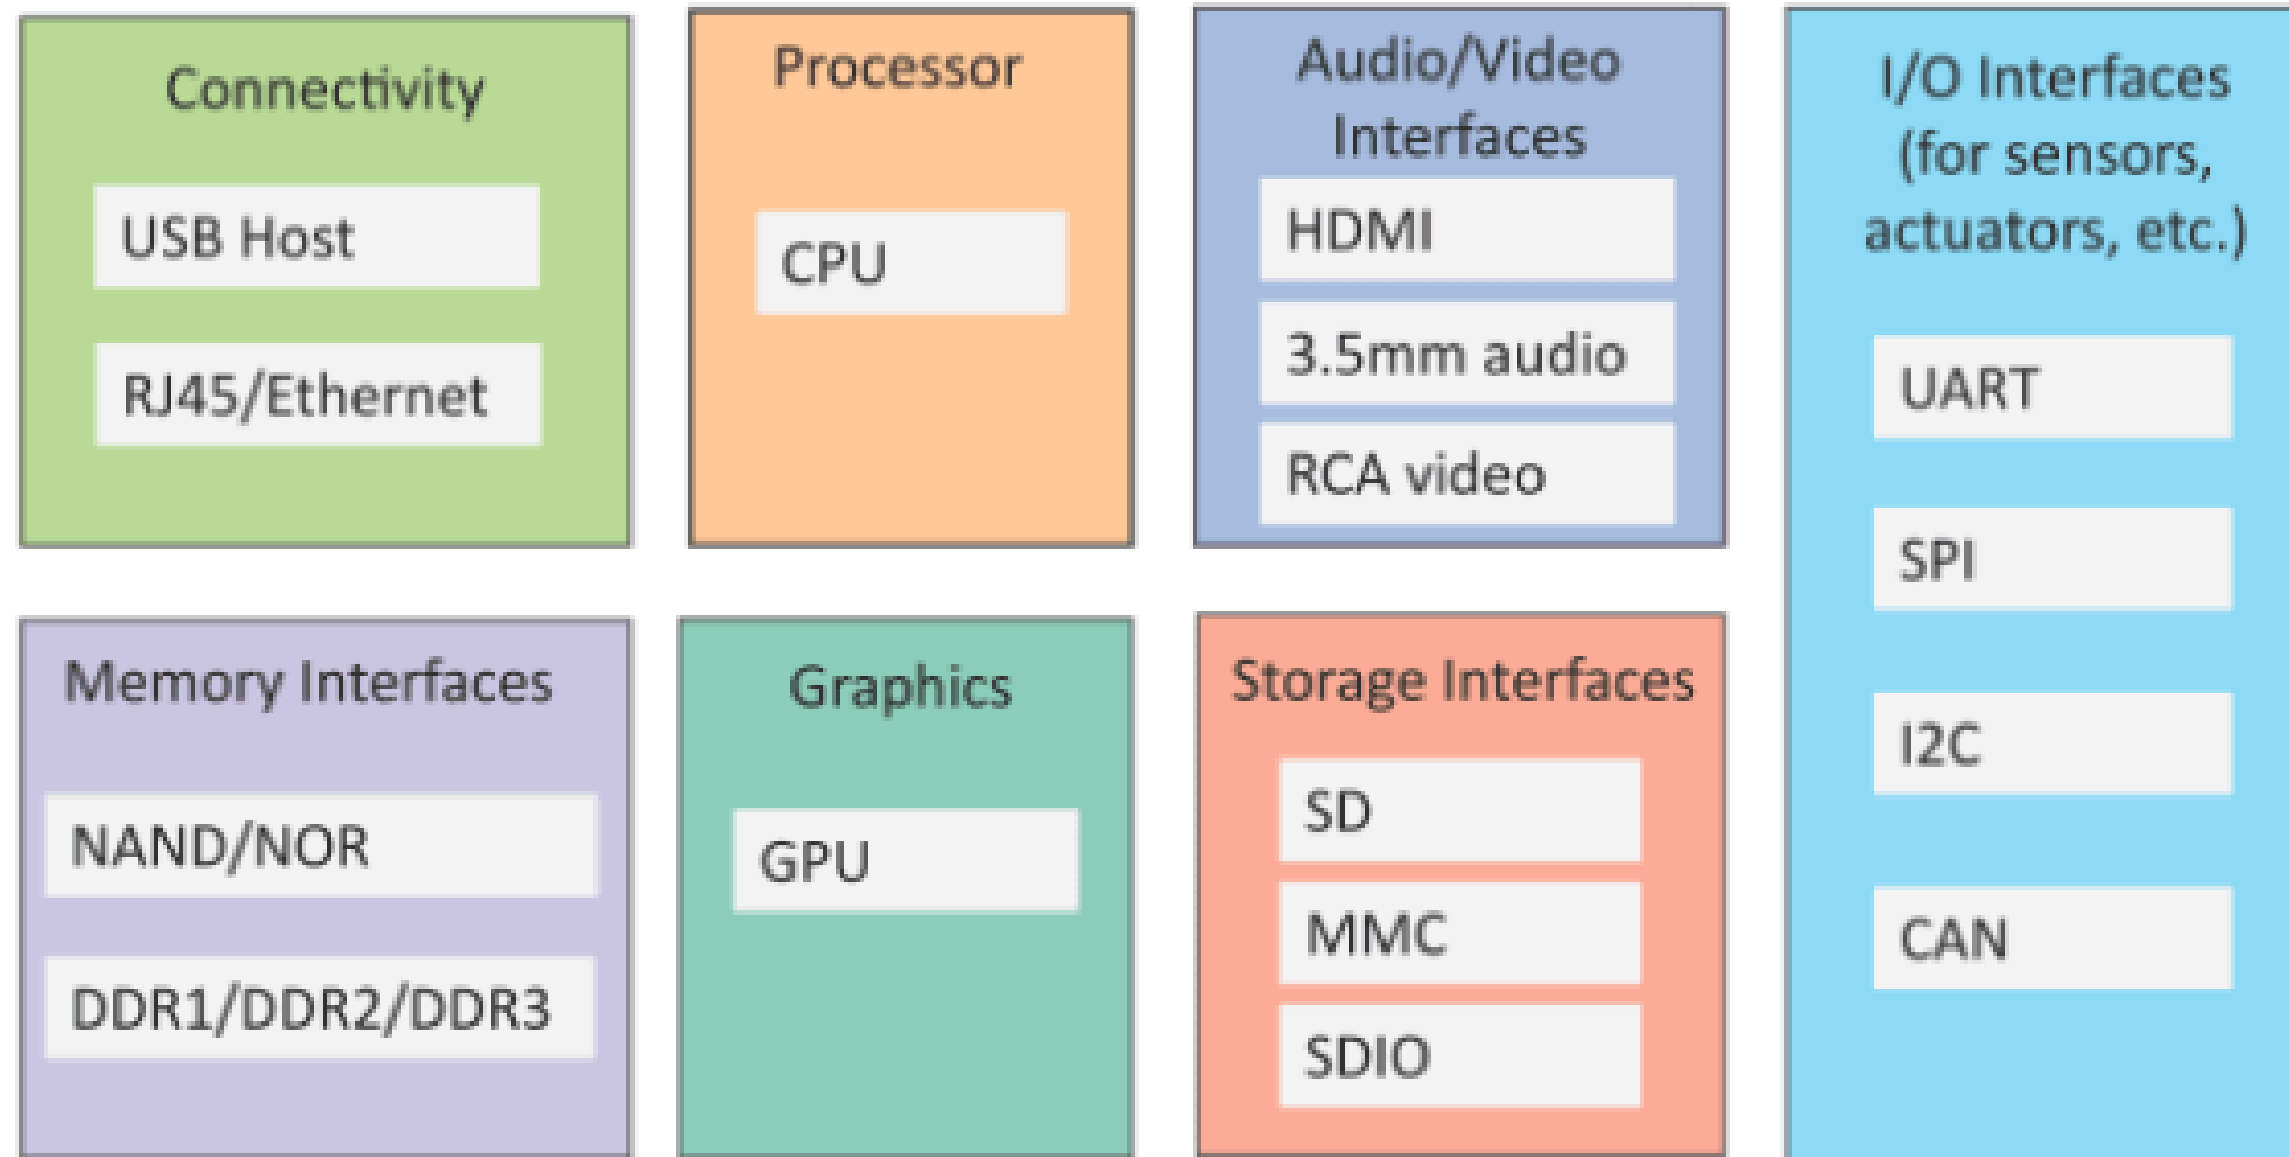 Connectivity
USB Host
RJ45/Ethernet
Processor
CPU
Audio/Video
Interfaces
HDMI
3.5mm audio
RCA video
I/O Interfaces
(for sensors,
actuators, etc.)
UART
SPI
I2C
CAN
Memory Interfaces
NAND/NOR
DDR1/DDR2/DDR3
Graphics
GPU
Storage Interfaces
SD
MMC
SDIO